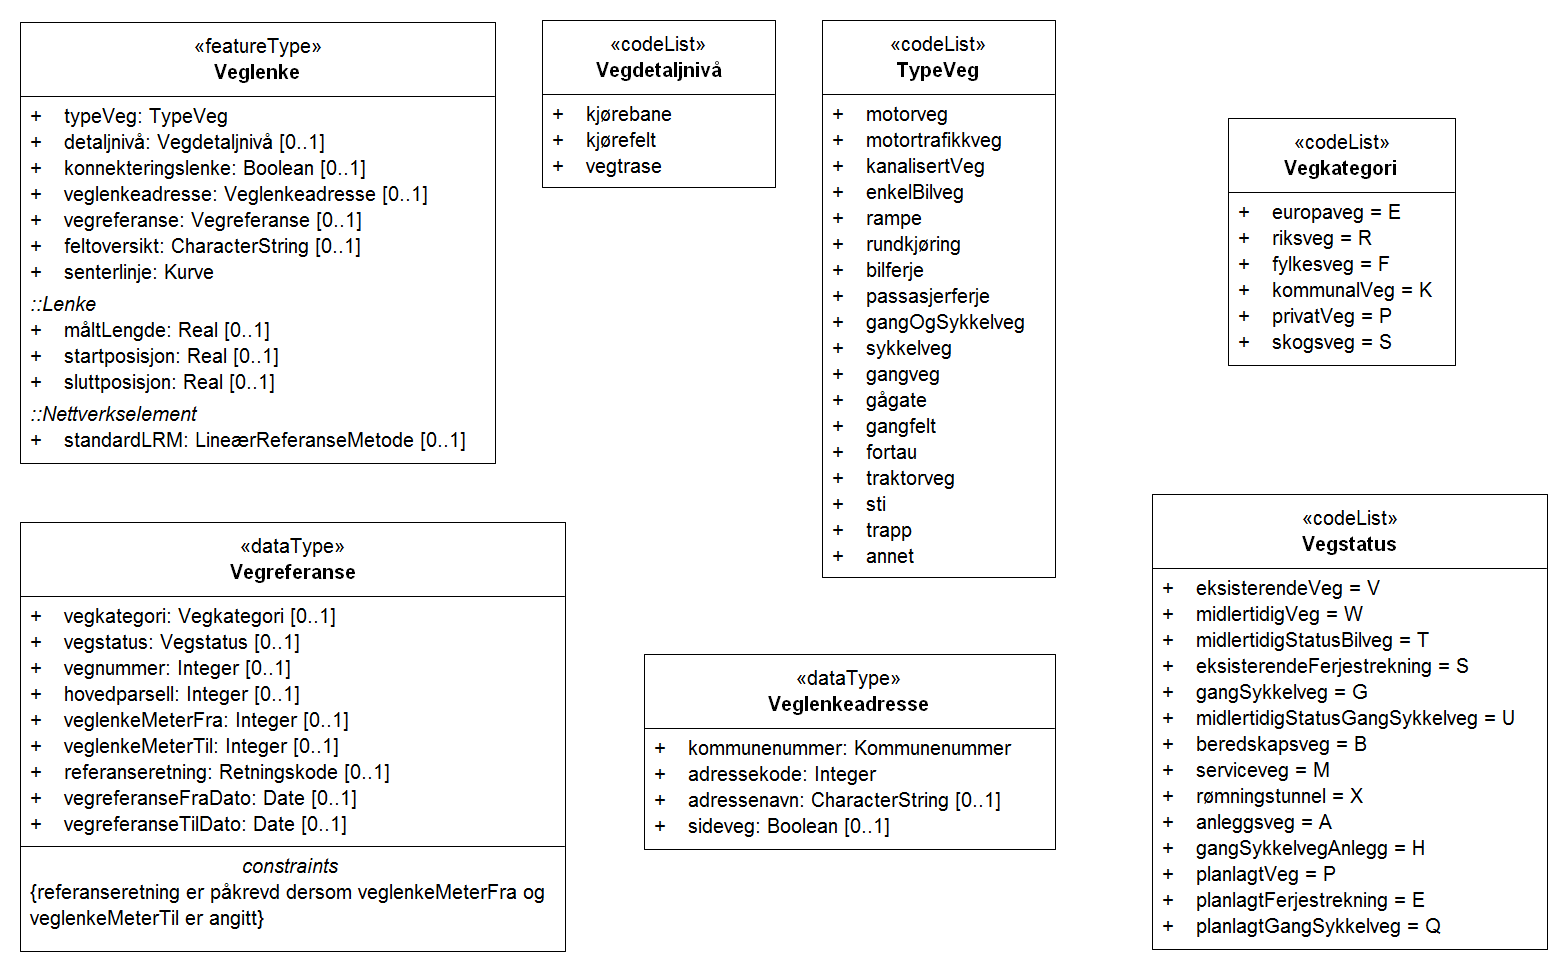 «featureType»
Veglenke
+ typeVeg: TypeVeg
+ detaljnivå: Vegdetaljnivå [0..1]
+ konnekteringslenke: Boolean [0..1]
+ veglenkeadresse: Veglenkeadresse [0..1]
+ vegreferanse: Vegreferanse [0..1]
+ feltoversikt: CharacterString [0..1]
+ senterlinje: Kurve
::Lenke
+ måltLengde: Real [0..1]
+ startposisjon: Real [0..1]
+ sluttposisjon: Real [0..1]
::Nettverkselement
+ standardLRM: LineærReferanseMetode [0..1]
«codeList»
Vegdetaljnivå
+ kjørebane
+ kjørefelt
+ vegtrase
«codeList»
TypeVeg
+ motorveg
+ motortrafikkveg
+ kanalisertVeg
+ enkelBilveg
+ rampe
+ rundkjøring
+ bilferje
+ passasjerferje
+ gangOgSykkelveg
+ sykkelveg
+ gangveg
+ gågate
+ gangfelt
+ fortau
+ traktorveg
+ sti
+ trapp
+ annet
«codeList»
Vegkategori
+ europaveg = E
+ riksveg = R
+ fylkesveg = F
+ kommunalVeg = K
+ privatVeg = P
+ skogsveg = S
«dataType»
Vegreferanse
+ vegkategori: Vegkategori [0..1]
+ vegstatus: Vegstatus [0..1]
+ vegnummer: Integer [0..1]
+ hovedparsell: Integer [0..1]
+ veglenkeMeterFra: Integer [0..1]
+ veglenkeMeterTil: Integer [0..1]
+ referanseretning: Retningskode [0..1]
+ vegreferanseFraDato: Date [0..1]
+ vegreferanseTilDato: Date [0..1]
constraints
{referanseretning er påkrevd dersom veglenkeMeterFra og
veglenkeMeterTil er angitt}
«dataType»
Veglenkeadresse
+ kommunenummer: Kommunenummer
+ adressekode: Integer
+ adressenavn: CharacterString [0..1]
+ sideveg: Boolean [0..1]
«codeList»
Vegstatus
+ eksisterendeVeg = V
+ midlertidigVeg = W
+ midlertidigStatusBilveg = T
+ eksisterendeFerjestrekning = S
+ gangSykkelveg = G
+ midlertidigStatusGangSykkelveg = U
+ beredskapsveg = B
+ serviceveg = M
+ rømningstunnel = X
+ anleggsveg = A
+ gangSykkelvegAnlegg = H
+ planlagtVeg = P
+ planlagtFerjestrekning = E
+ planlagtGangSykkelveg = Q